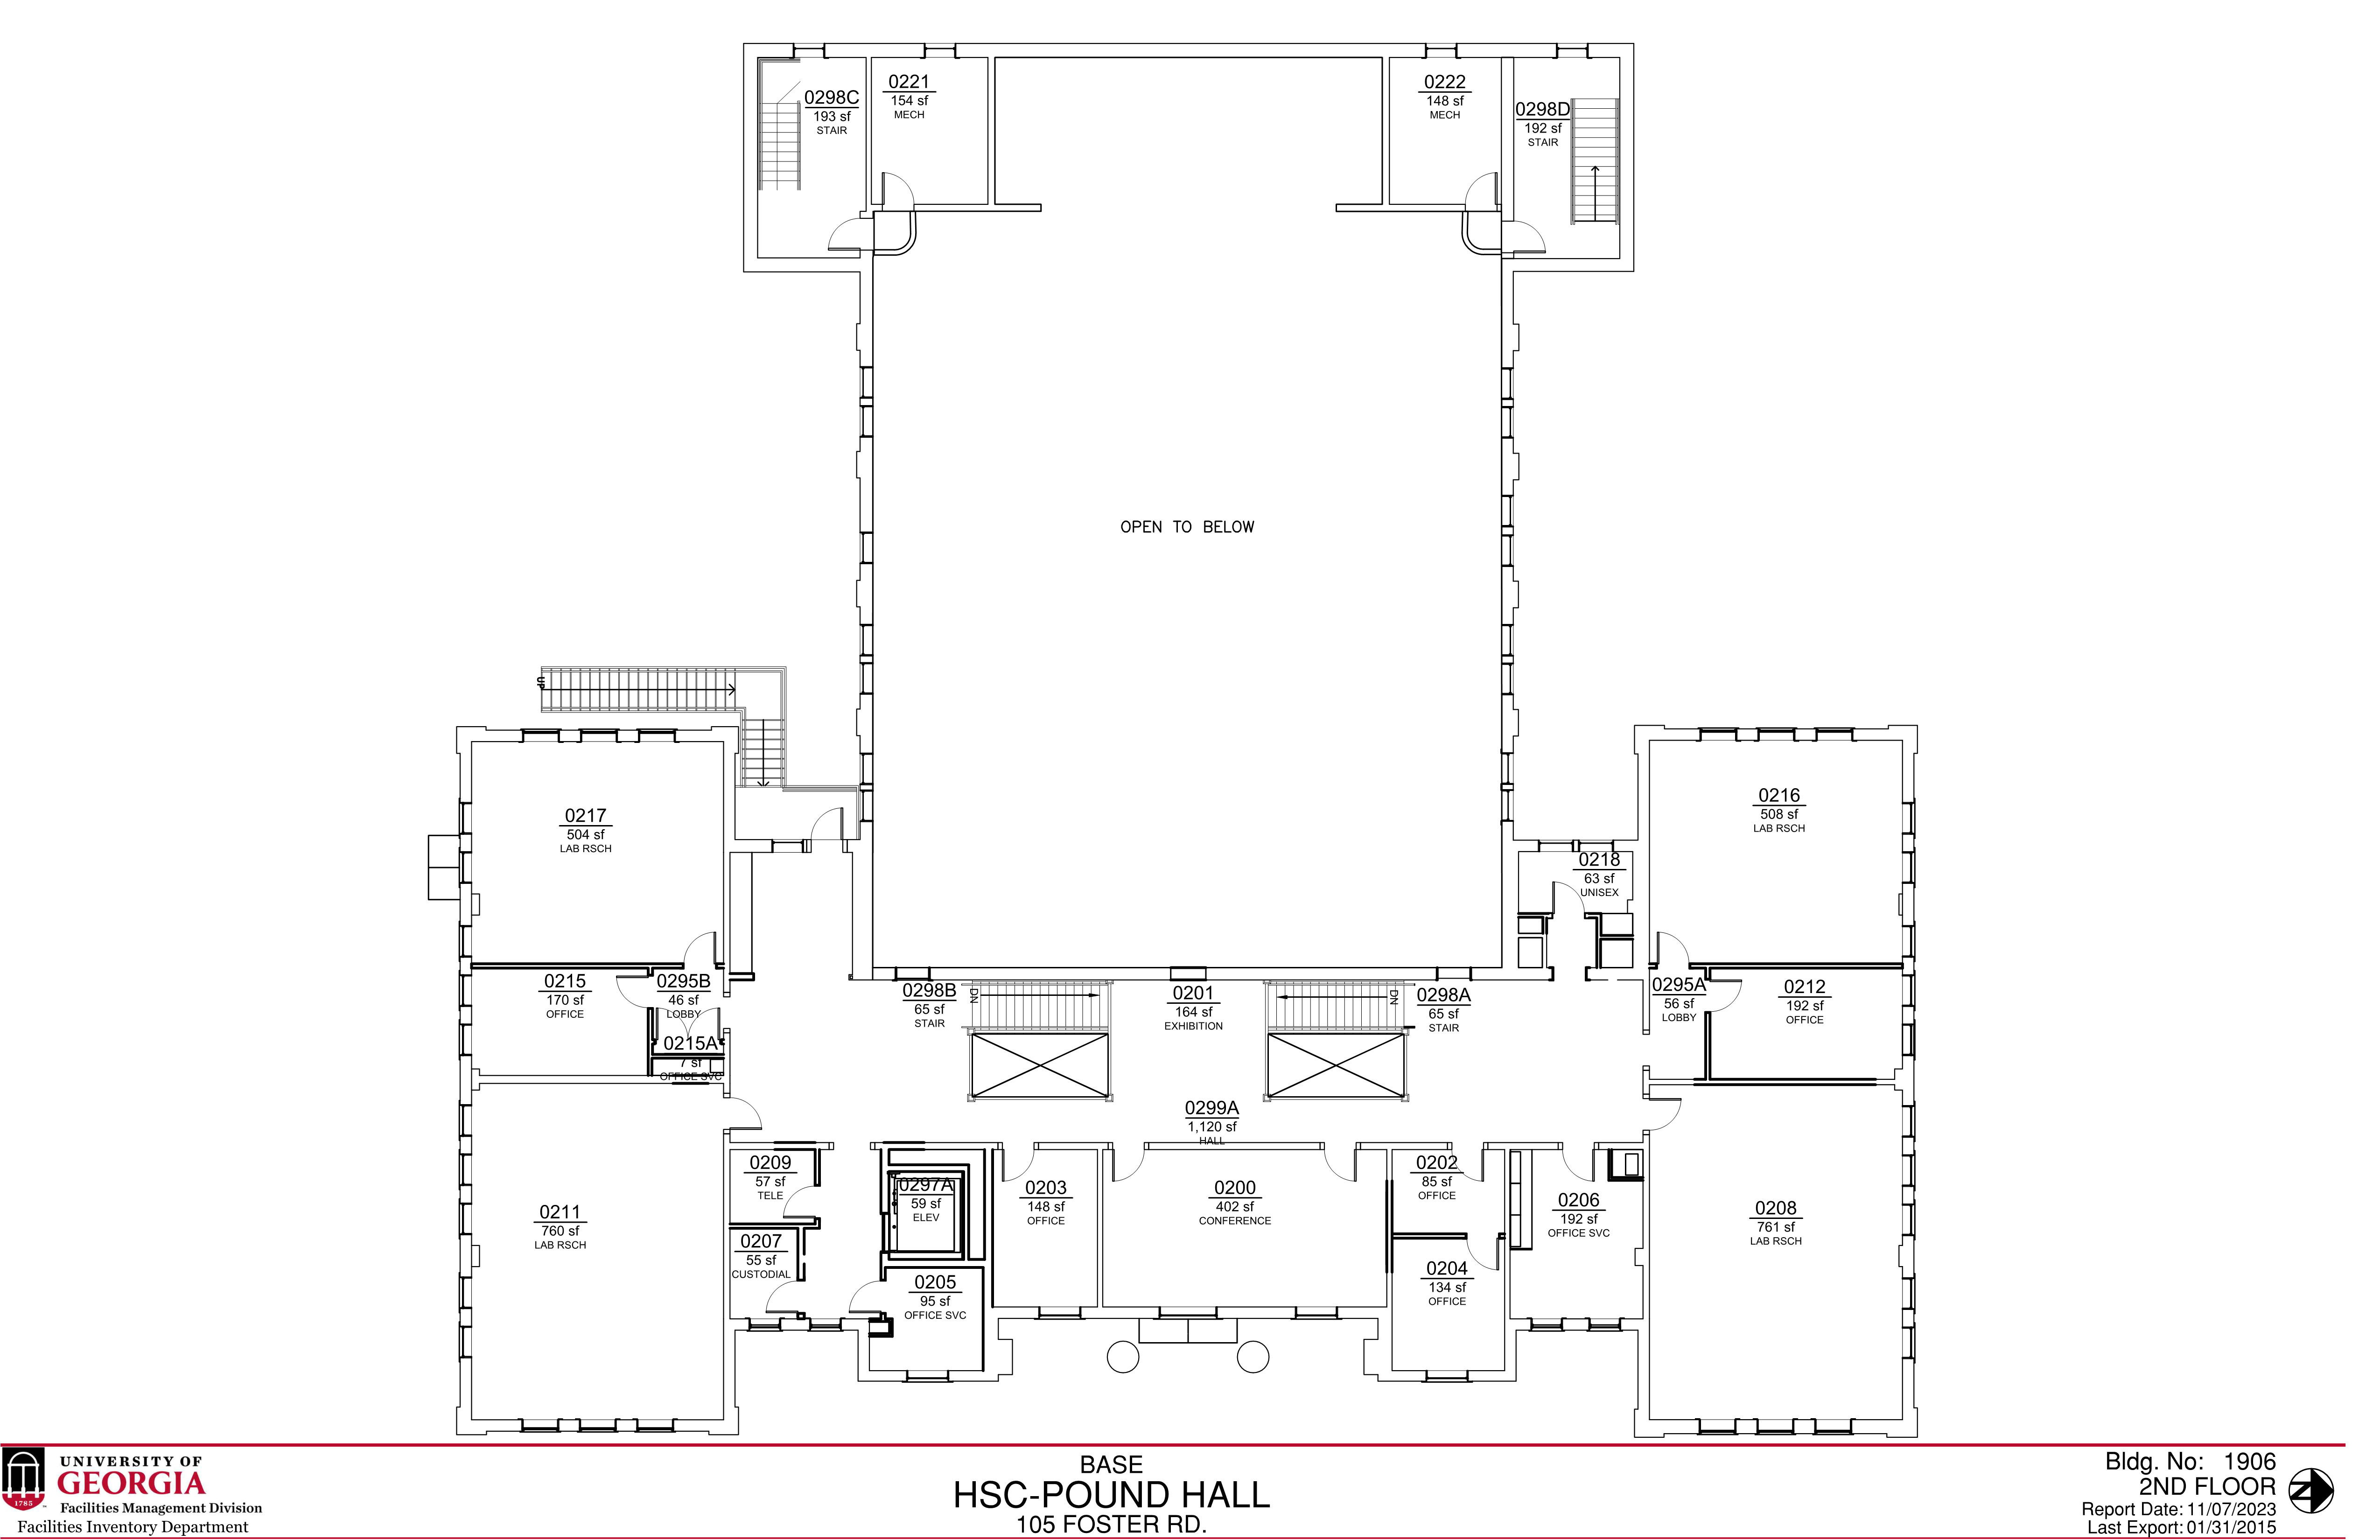 0298C
193 sf
STAIR
0221
154 sf
MECH
0222
148 sf
MECH
0298D
192 sf
STAIR
OPEN TO BELOW
UP
0217
504 sf
LAB RSCH
0216
508 sf
LAB RSCH
0218
63 sf
UNISEX
0215
170 sf
OFFICE
0295B
46 sf
LOBBY
0215A
7 sf
OFFICE SVC
0298B
65 sf
STAIR
DN
0201
164 sf
EXHIBITION
DN
0298A
65 sf
STAIR
0295A
56 sf
LOBBY
0212
192 sf
OFFICE
0299A
1,120 sf
HALL
0211
760 sf
LAB RSCH
0209
57 sf
TELE
0207
55 sf
CUSTODIAL
0297A
59 sf
ELEV
0205
95 sf
OFFICE SVC
0203
148 sf
OFFICE
0200
402 sf
CONFERENCE
0202
85 sf
OFFICE
0204
134 sf
OFFICE
0206
192 sf
OFFICE SVC
0208
761 sf
LAB RSCH
1785
UNIVERSITY OF
GEORGIA
Facilities Management Division
Facilities Inventory Department
BASE
HSC-POUND HALL
105 FOSTER RD.
Bldg. No: 1906
2ND FLOOR
Report Date: 11/07/2023
Last Export: 01/31/2015
N